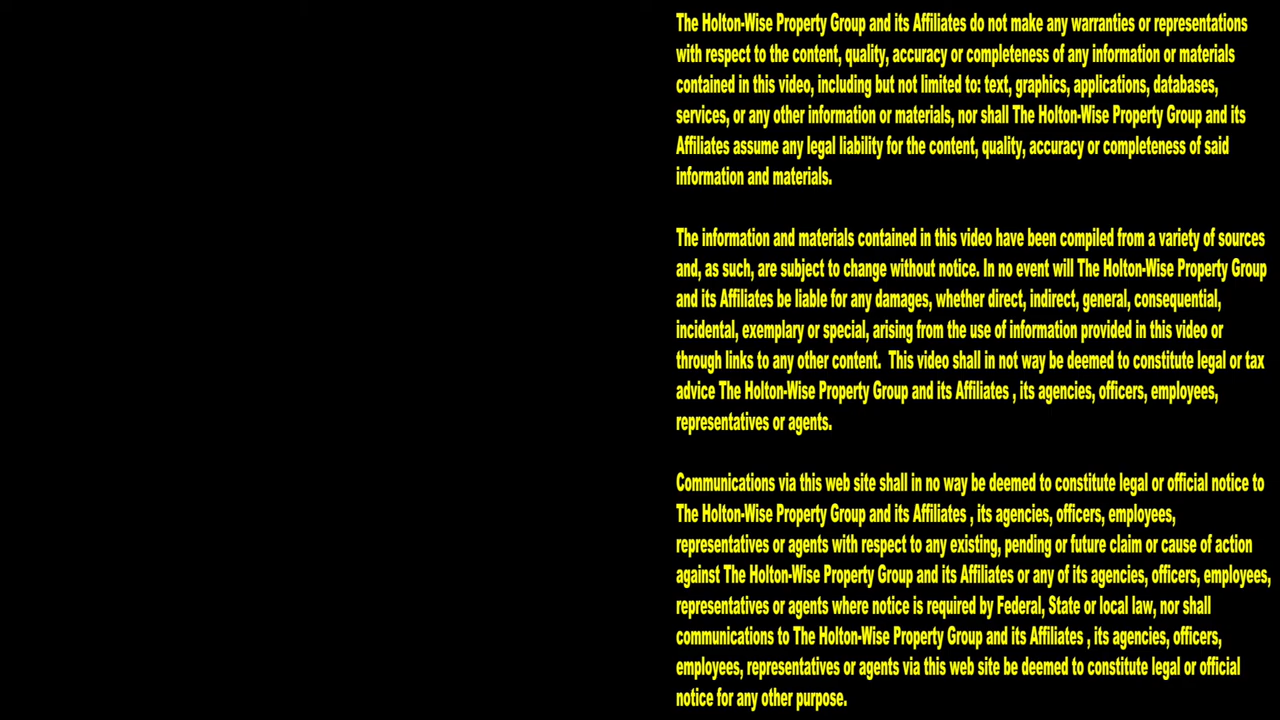 The Holton-Wise Property Group and its Affiliates do not make any warranties or representations
with respect to the content, quality, accuracy or completeness of any information or materials
contained in this video, including but not limited to: text, graphics, applications, databases,
services, or any other information or materials, nor shall The Holton-Wise Property Group and its
Affiliates assume any legal liability for the content, quality, accuracy or completeness of said
information and materials.
The information and materials contained in this video have been compiled from a variety of sources
and, as such, are subject to change without notice. In no event will The Holton-Wise Property Group
and its Affiliates be liable for any damages, whether direct, indirect, general, consequential,
incidental, exemplary or special, arising from the use of information provided in this video or
through links to any other content.  This video shall in not way be deemed to constitute legal or tax
advice The Holton-Wise Property Group and its Affiliates , its agencies, officers, employees,
representatives or agents.
Communications via this web site shall in no way be deemed to constitute legal or official notice to
The Holton-Wise Property Group and its Affiliates , its agencies, officers, employees,
representatives or agents with respect to any existing, pending or future claim or cause of action
against The Holton-Wise Property Group and its Affiliates or any of its agencies, officers, employees,
representatives or agents where notice is required by Federal, State or local law, nor shall
communications to The Holton-Wise Property Group and its Affiliates , its agencies, officers,
employees, representatives or agents via this web site be deemed to constitute legal or official
notice for any other purpose.